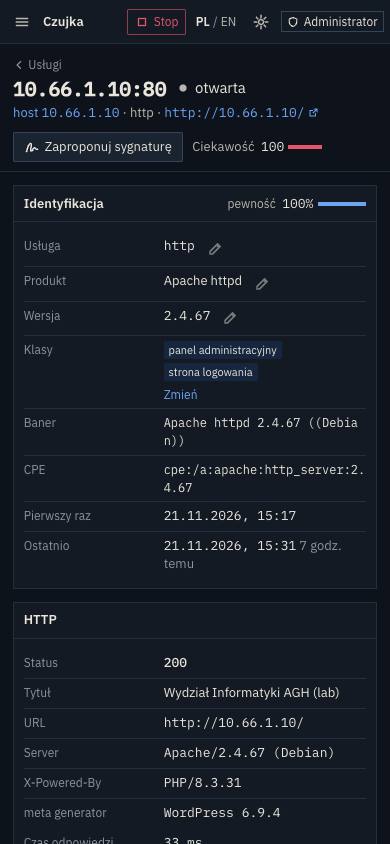 Czujka
Stop
PL / EN
Administrator
Usługi
10.66.1.10:80 otwarta
host 10.66.1.10 · http · http://10.66.1.10/
Zaproponuj sygnaturę
Ciekawość 100
Identyfikacja pewność 100%
Usługa http
Produkt Apache httpd
Wersja 2.4.67
Klasy panel administracyjny
strona logowania
Zmień
Baner Apache httpd 2.4.67 ((Debia
n))
CPE cpe:/a:apache:http_server:2.
4.67
Pierwszy raz 21.11.2026, 15:17
Ostatnio 21.11.2026, 15:31 7 godz.
temu
HTTP
Status 200
Tytuł Wydział Informatyki AGH (lab)
URL http://10.66.1.10/
Server Apache/2.4.67 (Debian)
X-Powered-By PHP/8.3.31
meta generator WordPress 6.9.4
Czas odpowiedzi 33 ms